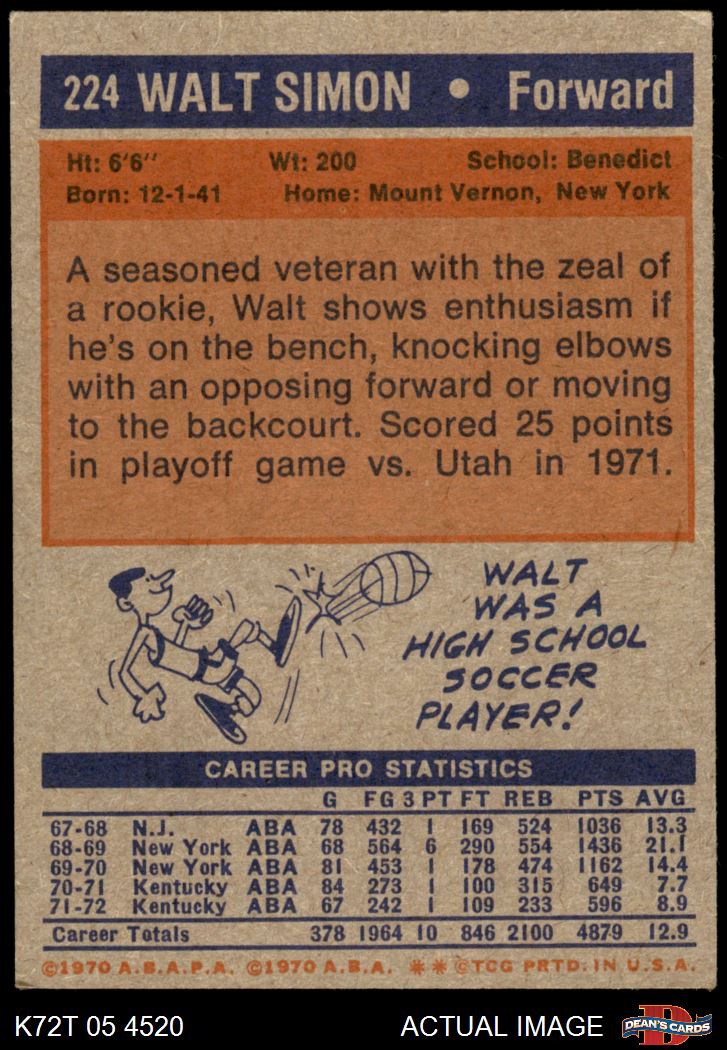 224 WALT SIMON • Forward
Ht: 6'6" Wt: 200 School: Benedict
Born: 12-1-41 Home: Mount Vernon, New York
A seasoned veteran with the zeal of
a rookie, Walt shows enthusiasm if
he's on the bench, knocking elbows
with an opposing forward or moving
to the backcourt. Scored 25 points
in playoff game vs. Utah in 1971.
WALT
WAS A
HIGH SCHOOL
SOCCER
PLAYER!
CAREER PRO STATISTICS
G FG 3 PT FT REB PTS AVG
67-68 N.J. ABA 78 432 1 169 524 1036 13.3
68-69 New York ABA 68 564 6 290 554 1436 21.1
69-70 New York ABA 81 453 1 178 474 1162 14.4
70-71 Kentucky ABA 84 273 1 100 315 649 7.7
71-72 Kentucky ABA 67 242 1 109 233 596 8.9
Career Totals 378 1964 10 846 2100 4879 12.9
©1970 A.B.A.P.A. ©1970 A.B.A. ✱✱ ©TCG PRTD. IN U.S.A.
K72T 05 4520 ACTUAL IMAGE D DEAN'S CARDS